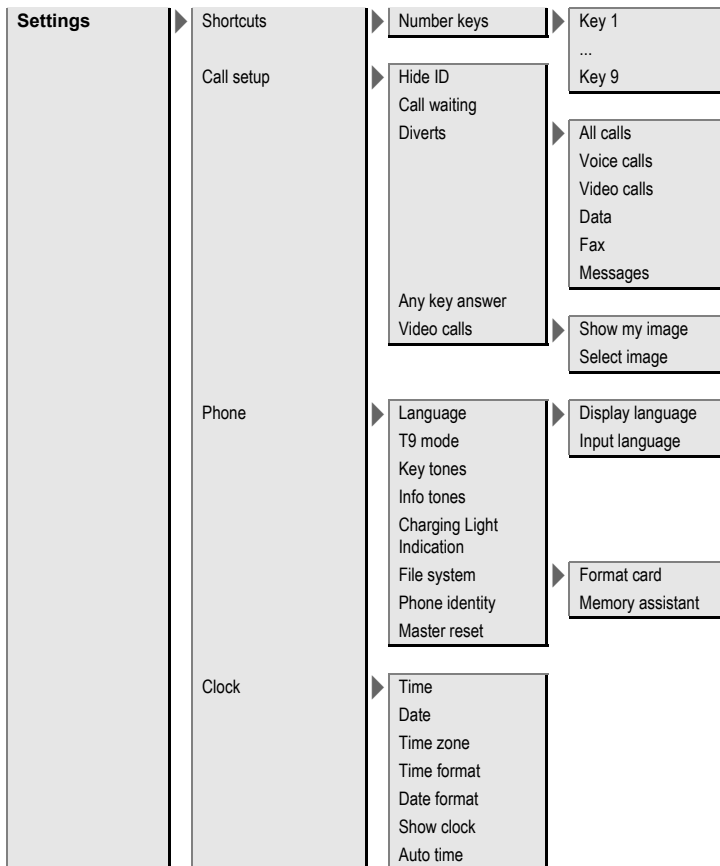 Settings
Shortcuts
Number keys
Key 1
...
Key 9
Call setup
Hide ID
Call waiting
Diverts
All calls
Voice calls
Video calls
Data
Fax
Messages
Any key answer
Video calls
Show my image
Select image
Phone
Language
Display language
Input language
T9 mode
Key tones
Info tones
Charging Light
Indication
File system
Format card
Memory assistant
Phone identity
Master reset
Clock
Time
Date
Time zone
Time format
Date format
Show clock
Auto time